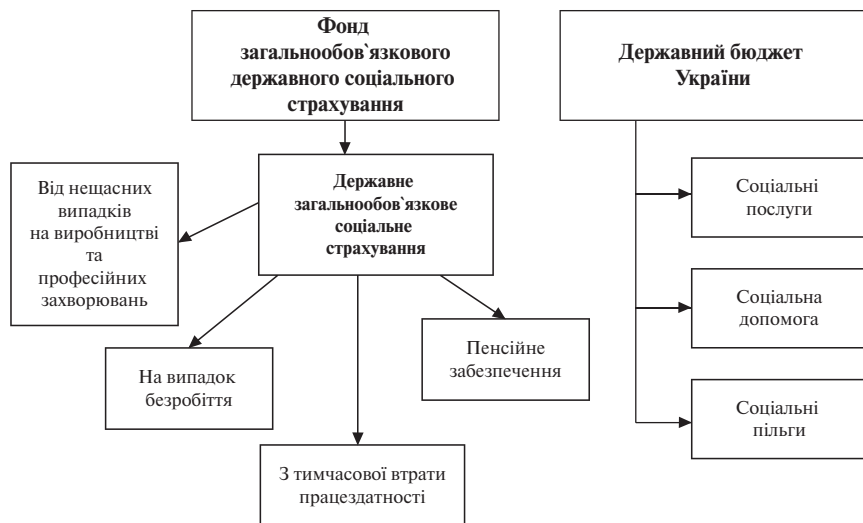 Фонд
загальнообов`язкового
державного соціального
страхування
Державний бюджет
України
Державне
загальнообов`язкове
соціальне
страхування
Від нещасних
випадків
на виробництві
та
професійних
захворювань
На випадок
безробіття
З тимчасової втрати
працездатності
Пенсійне
забезпечення
Соціальні
послуги
Соціальна
допомога
Соціальні
пільги